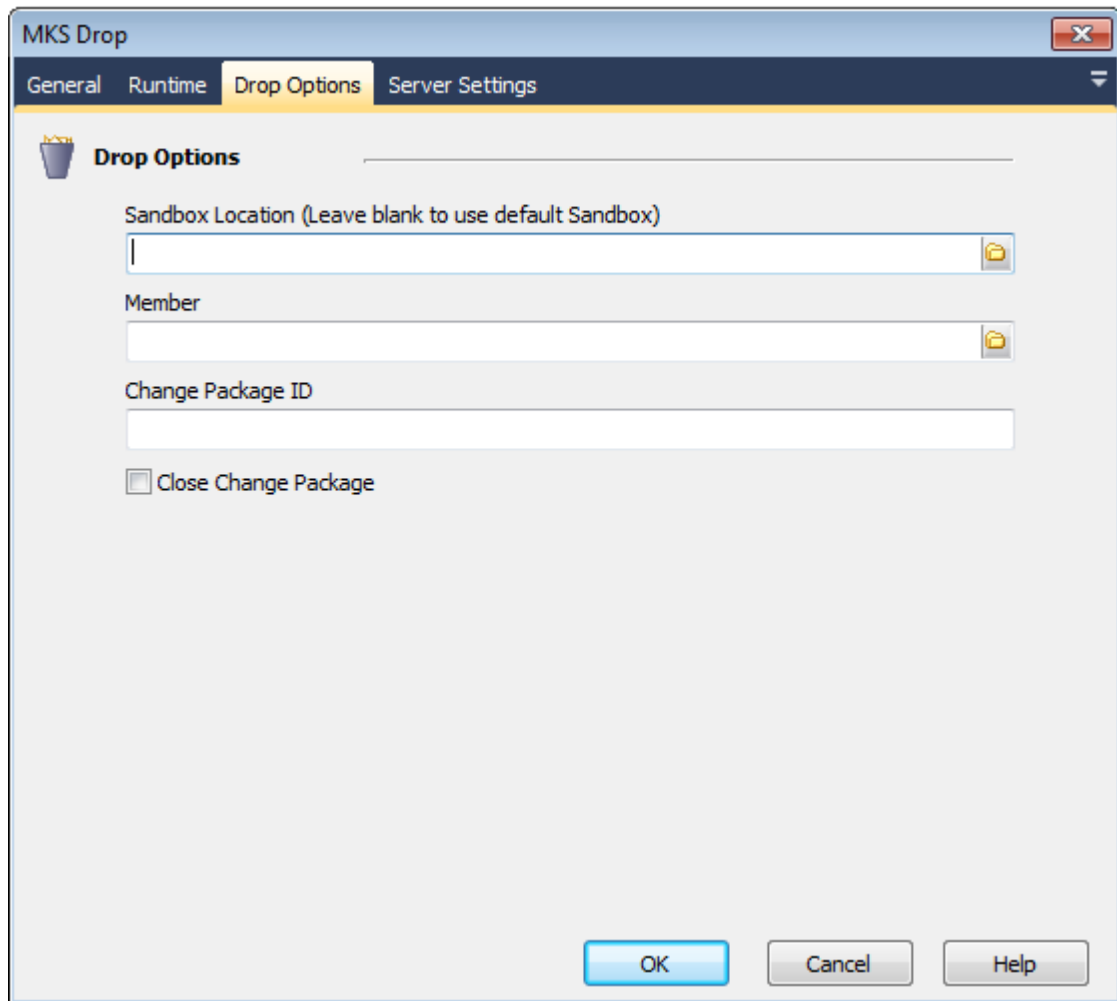 MKS Drop
General Runtime Drop Options Server Settings
Drop Options
Sandbox Location (Leave blank to use default Sandbox)
Member
Change Package ID
Close Change Package
OK Cancel Help